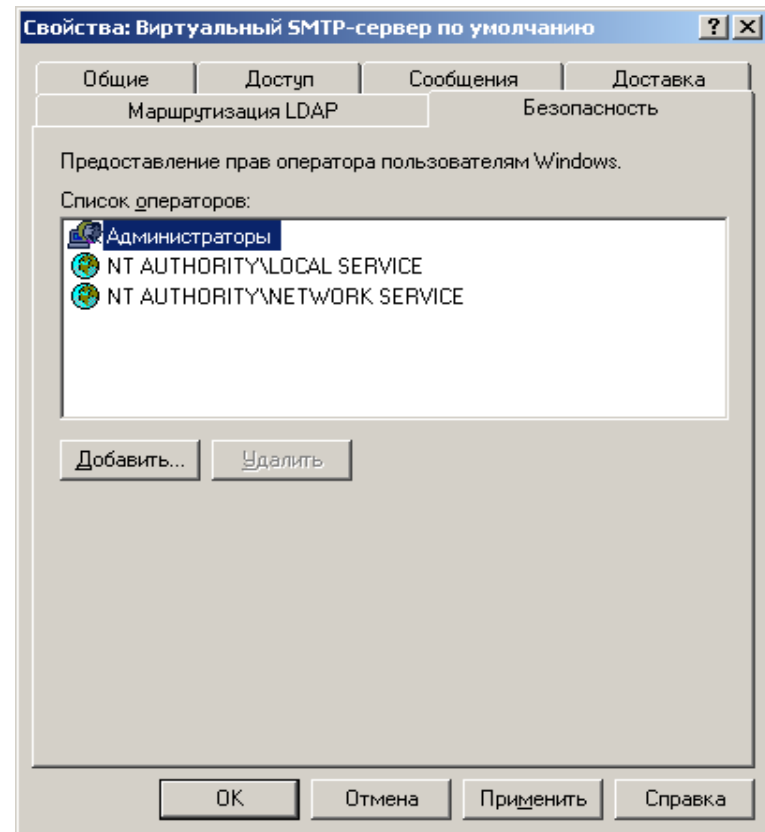 Свойства: Виртуальный SMTP-сервер по умолчанию
Общие Доступ Сообщения Доставка
Маршрутизация LDAP Безопасность
Предоставление прав оператора пользователям Windows.
Список операторов:
Администраторы
NT AUTHORITY\LOCAL SERVICE
NT AUTHORITY\NETWORK SERVICE
Добавить... Удалить
OK Отмена Применить Справка